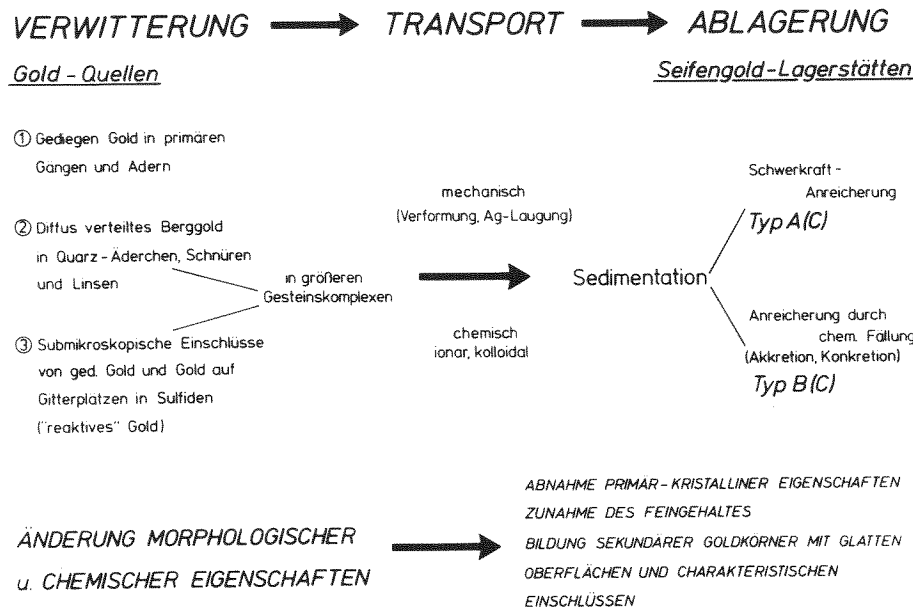 VERWITTERUNG TRANSPORT ABLAGERUNG
Gold - Quellen
Seifengold-Lagerstätten
① Gediegen Gold in primären
Gängen und Adern
② Diffus verteiltes Berggold
in Quarz-Äderchen, Schnüren
und Linsen
③ Submikroskopische Einschlüsse
von ged. Gold und Gold auf
Gitterplätzen in Sulfiden
("reaktives" Gold)
in größeren
Gesteinskomplexen
mechanisch
(Verformung, Ag-Laugung)
chemisch
ionar, kolloidal
Sedimentation
Schwerkraft-
Anreicherung
Typ A(C)
Anreicherung durch
chem. Fällung
(Akkretion, Konkretion)
Typ B(C)
ÄNDERUNG MORPHOLOGISCHER
u. CHEMISCHER EIGENSCHAFTEN
ABNAHME PRIMÄR-KRISTALLINER EIGENSCHAFTEN
ZUNAHME DES FEINGEHALTES
BILDUNG SEKUNDÄRER GOLDKÖRNER MIT GLATTEN
OBERFLÄCHEN UND CHARAKTERISTISCHEN
EINSCHLÜSSEN